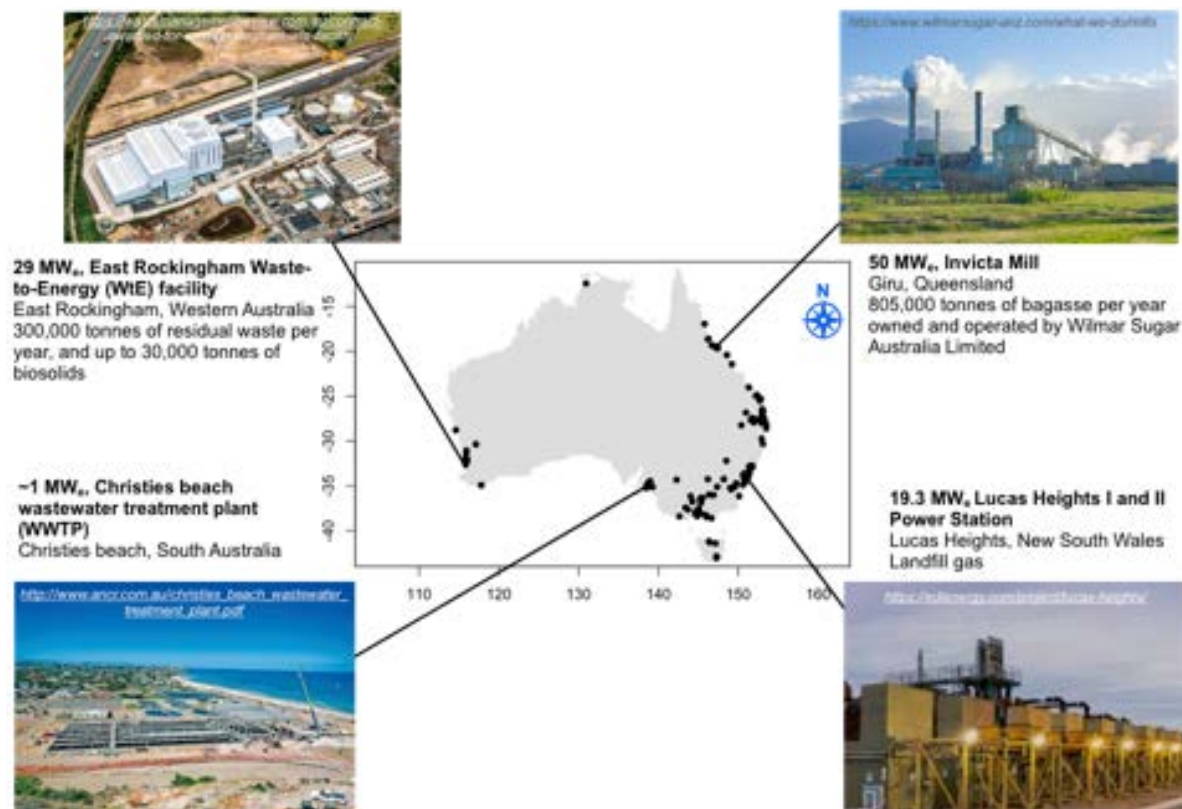 https://www.wilmarsugar-anz.com/what-we-do/mills
29 MWₑ, East Rockingham Waste-
to-Energy (WtE) facility
East Rockingham, Western Australia
300,000 tonnes of residual waste per
year, and up to 30,000 tonnes of
biosolids
50 MWₑ, Invicta Mill
Giru, Queensland
805,000 tonnes of bagasse per year
owned and operated by Wilmar Sugar
Australia Limited
N
-15
-20
-25
-30
-35
-40
110
120
130
140
150
160
~1 MWₑ, Christies beach
wastewater treatment plant
(WWTP)
Christies beach, South Australia
19.3 MWₑ Lucas Heights I and II
Power Station
Lucas Heights, New South Wales
Landfill gas
http://www.ancr.com.au/christies_beach_wastewater_
treatment_plant.pdf